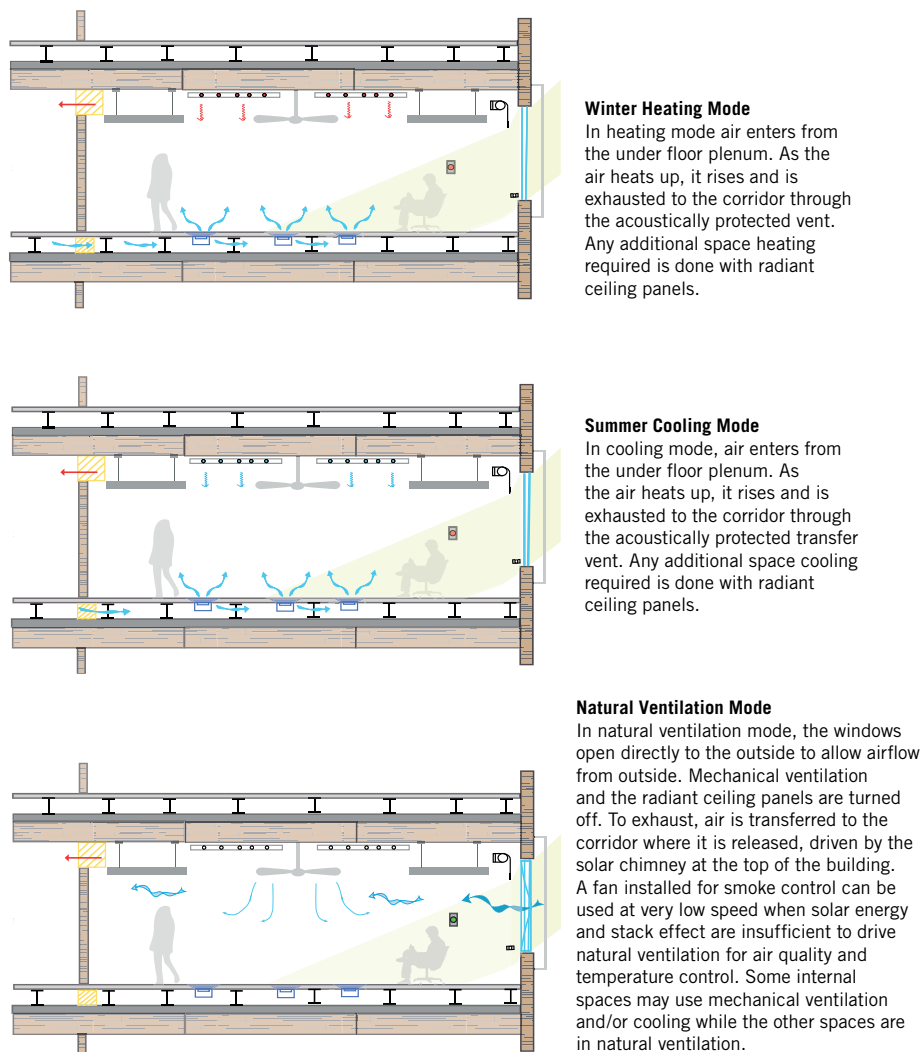 Winter Heating Mode
In heating mode air enters from
the under floor plenum. As the
air heats up, it rises and is
exhausted to the corridor through
the acoustically protected vent.
Any additional space heating
required is done with radiant
ceiling panels.
Summer Cooling Mode
In cooling mode, air enters from
the under floor plenum. As
the air heats up, it rises and is
exhausted to the corridor through
the acoustically protected transfer
vent. Any additional space cooling
required is done with radiant
ceiling panels.
Natural Ventilation Mode
In natural ventilation mode, the windows
open directly to the outside to allow airflow
from outside. Mechanical ventilation
and the radiant ceiling panels are turned
off. To exhaust, air is transferred to the
corridor where it is released, driven by the
solar chimney at the top of the building.
A fan installed for smoke control can be
used at very low speed when solar energy
and stack effect are insufficient to drive
natural ventilation for air quality and
temperature control. Some internal
spaces may use mechanical ventilation
and/or cooling while the other spaces are
in natural ventilation.